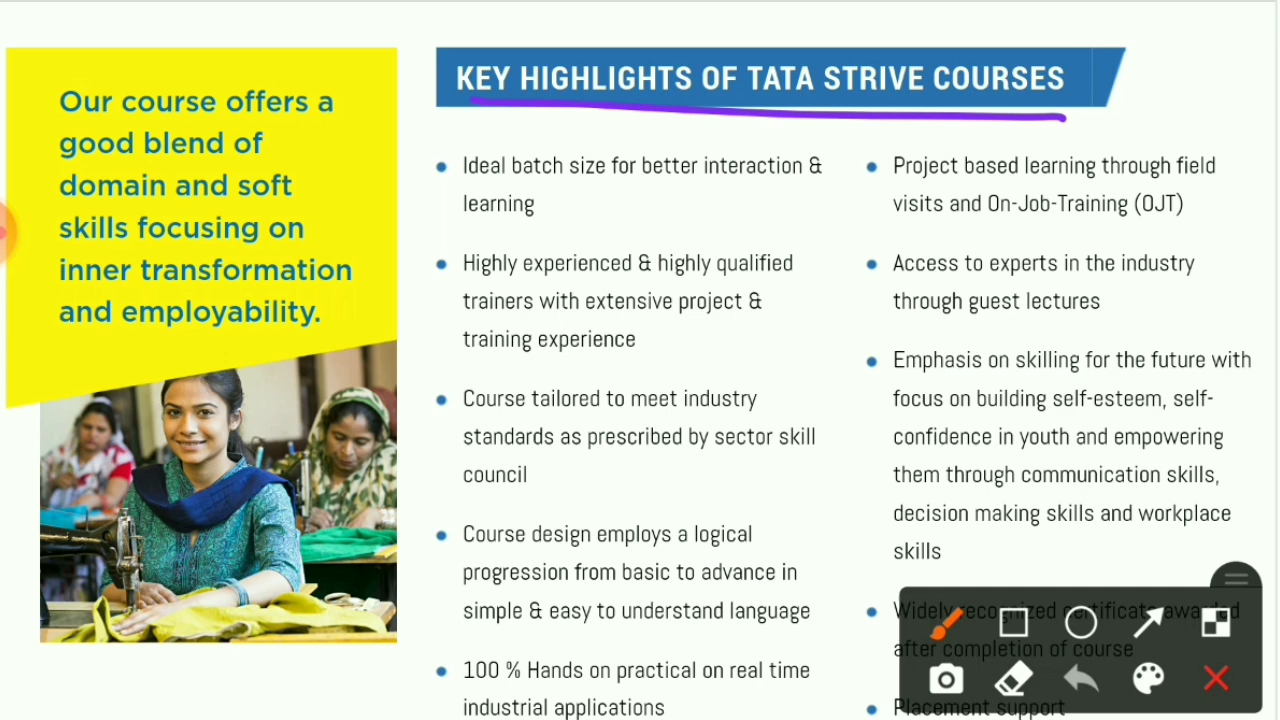 Our course offers a
good blend of
domain and soft
skills focusing on
inner transformation
and employability.
KEY HIGHLIGHTS OF TATA STRIVE COURSES
Ideal batch size for better interaction &
learning
Highly experienced & highly qualified
trainers with extensive project &
training experience
Course tailored to meet industry
standards as prescribed by sector skill
council
Course design employs a logical
progression from basic to advance in
simple & easy to understand language
100 % Hands on practical on real time
industrial applications
Project based learning through field
visits and On-Job-Training (OJT)
Access to experts in the industry
through guest lectures
Emphasis on skilling for the future with
focus on building self-esteem, self-
confidence in youth and empowering
them through communication skills,
decision making skills and workplace
skills
Widely recognized certificate awarded
after completion of course
Placement support